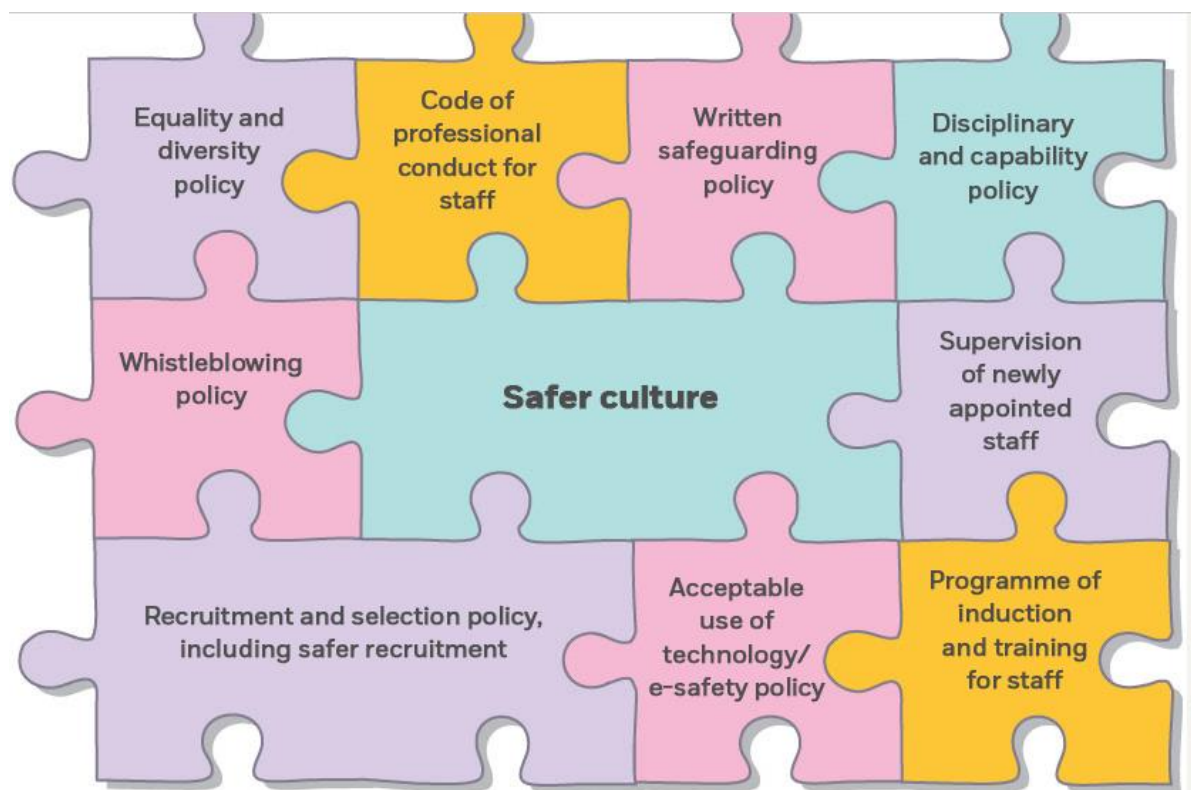 Equality and
diversity
policy
Code of
professional
conduct for
staff
Written
safeguarding
policy
Disciplinary
and capability
policy
Whistleblowing
policy
Safer culture
Supervision
of newly
appointed
staff
Recruitment and selection policy,
including safer recruitment
Acceptable
use of
technology/
e-safety policy
Programme of
induction
and training
for staff